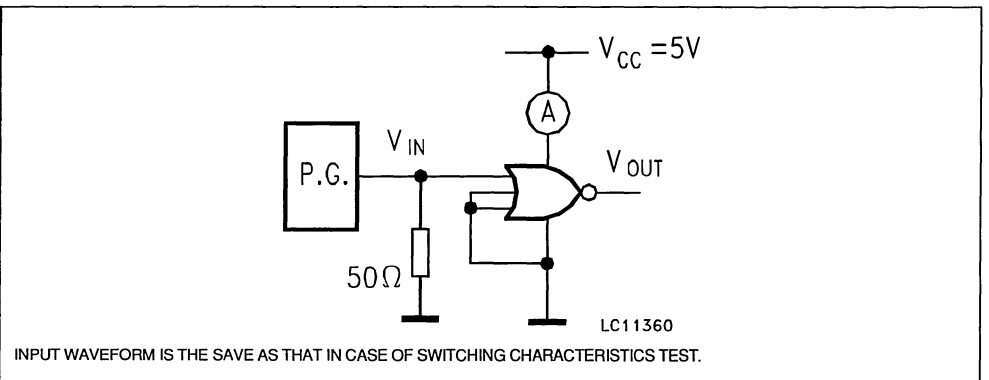 V_CC =5V
A
V_IN
P.G.
V_OUT
50Ω
LC11360
INPUT WAVEFORM IS THE SAVE AS THAT IN CASE OF SWITCHING CHARACTERISTICS TEST.